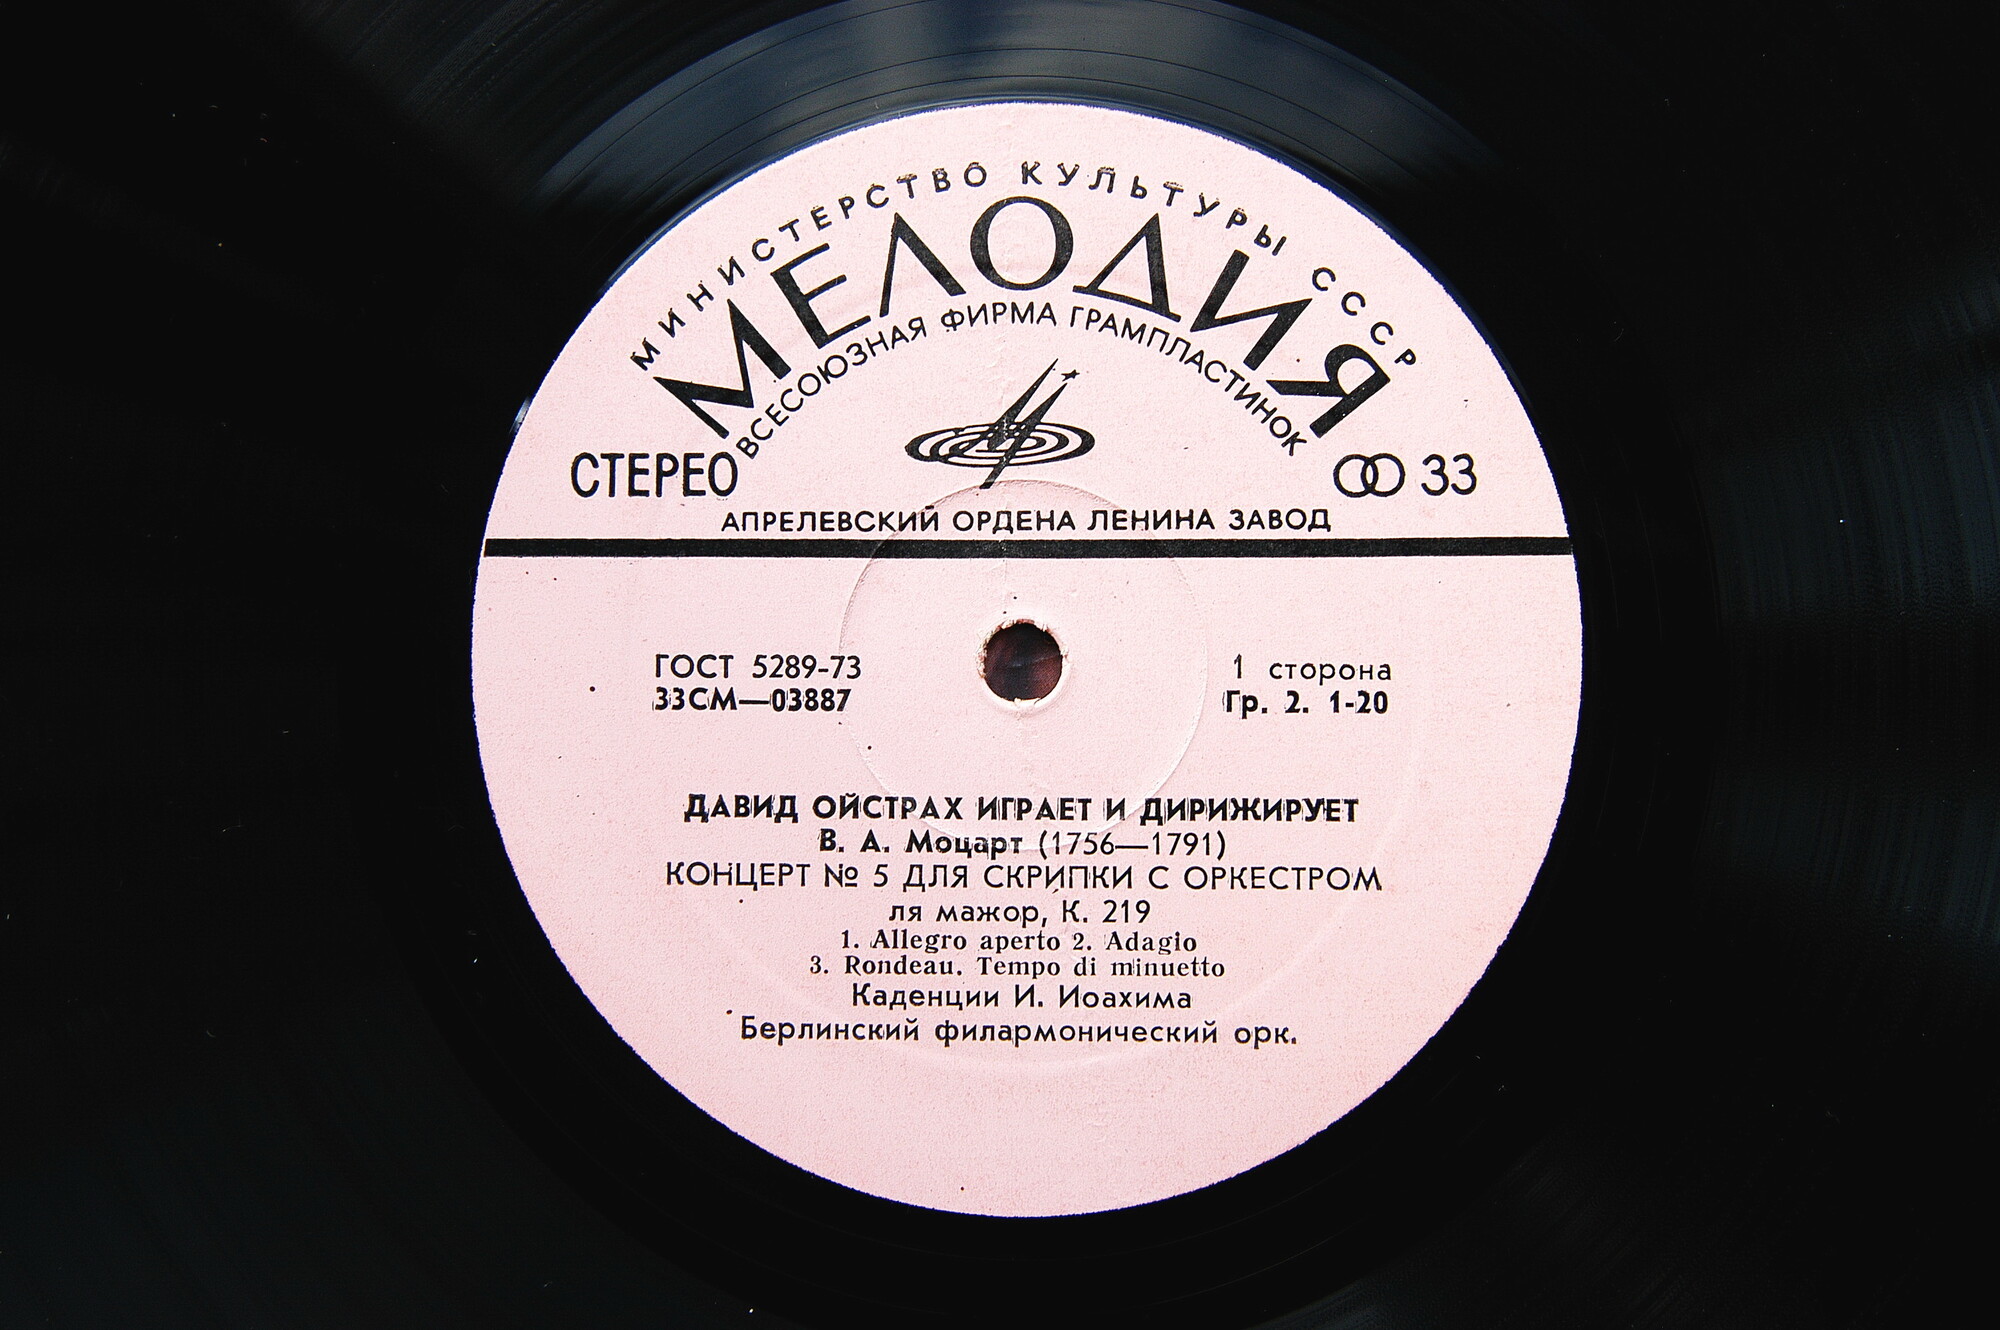 МИНИСТЕРСТВО КУЛЬТУРЫ СССР
МЕЛОДИЯ
ВСЕСОЮЗНАЯ ФИРМА ГРАМПЛАСТИНОК
СТЕРЕО
33
АПРЕЛЕВСКИЙ ОРДЕНА ЛЕНИНА ЗАВОД
ГОСТ 5289-73
33СМ—03887
1 сторона
Гр. 2. 1-20
ДАВИД ОЙСТРАХ ИГРАЕТ И ДИРИЖИРУЕТ
В. А. Моцарт (1756—1791)
КОНЦЕРТ № 5 ДЛЯ СКРИПКИ С ОРКЕСТРОМ
ля мажор, К. 219
1. Allegro aperto 2. Adagio
3. Rondeau. Tempo di minuetto
Каденции И. Иоахима
Берлинский филармонический орк.